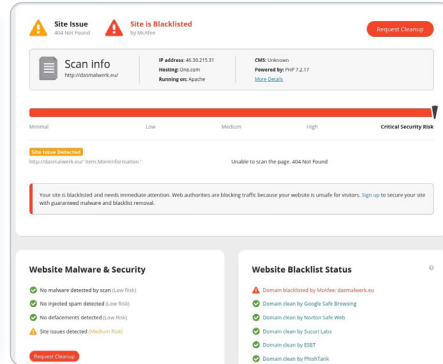 Site Issue
404 Not Found
Site is Blacklisted
by McAfee
Request Cleanup
Scan info
http://dasmalwerk.eu/
IP address: 46.30.215.31
Hosting: One.com
Running on: Apache
CMS: Unknown
Powered by: PHP 7.2.17
More Details
Minimal
Low
Medium
High
Critical Security Risk
Site Issue Detected
http://dasmalwerk.eur' item.MoreInformation '
Unable to scan the page. 404 Not Found
Your site is blacklisted and needs immediate attention. Web authorities are blocking traffic because your website is unsafe for visitors. Sign up to secure your site
with guaranteed malware and blacklist removal.
Website Malware & Security
No malware detected by scan (Low Risk)
No injected spam detected (Low Risk)
No defacements detected (Low Risk)
Site issues detected (Medium Risk)
Request Cleanup
Website Blacklist Status
Domain blacklisted by McAfee: dasmalwerk.eu
Domain clean by Google Safe Browsing
Domain clean by Norton Safe Web
Domain clean by Sucuri Labs
Domain clean by ESET
Domain clean by PhishTank